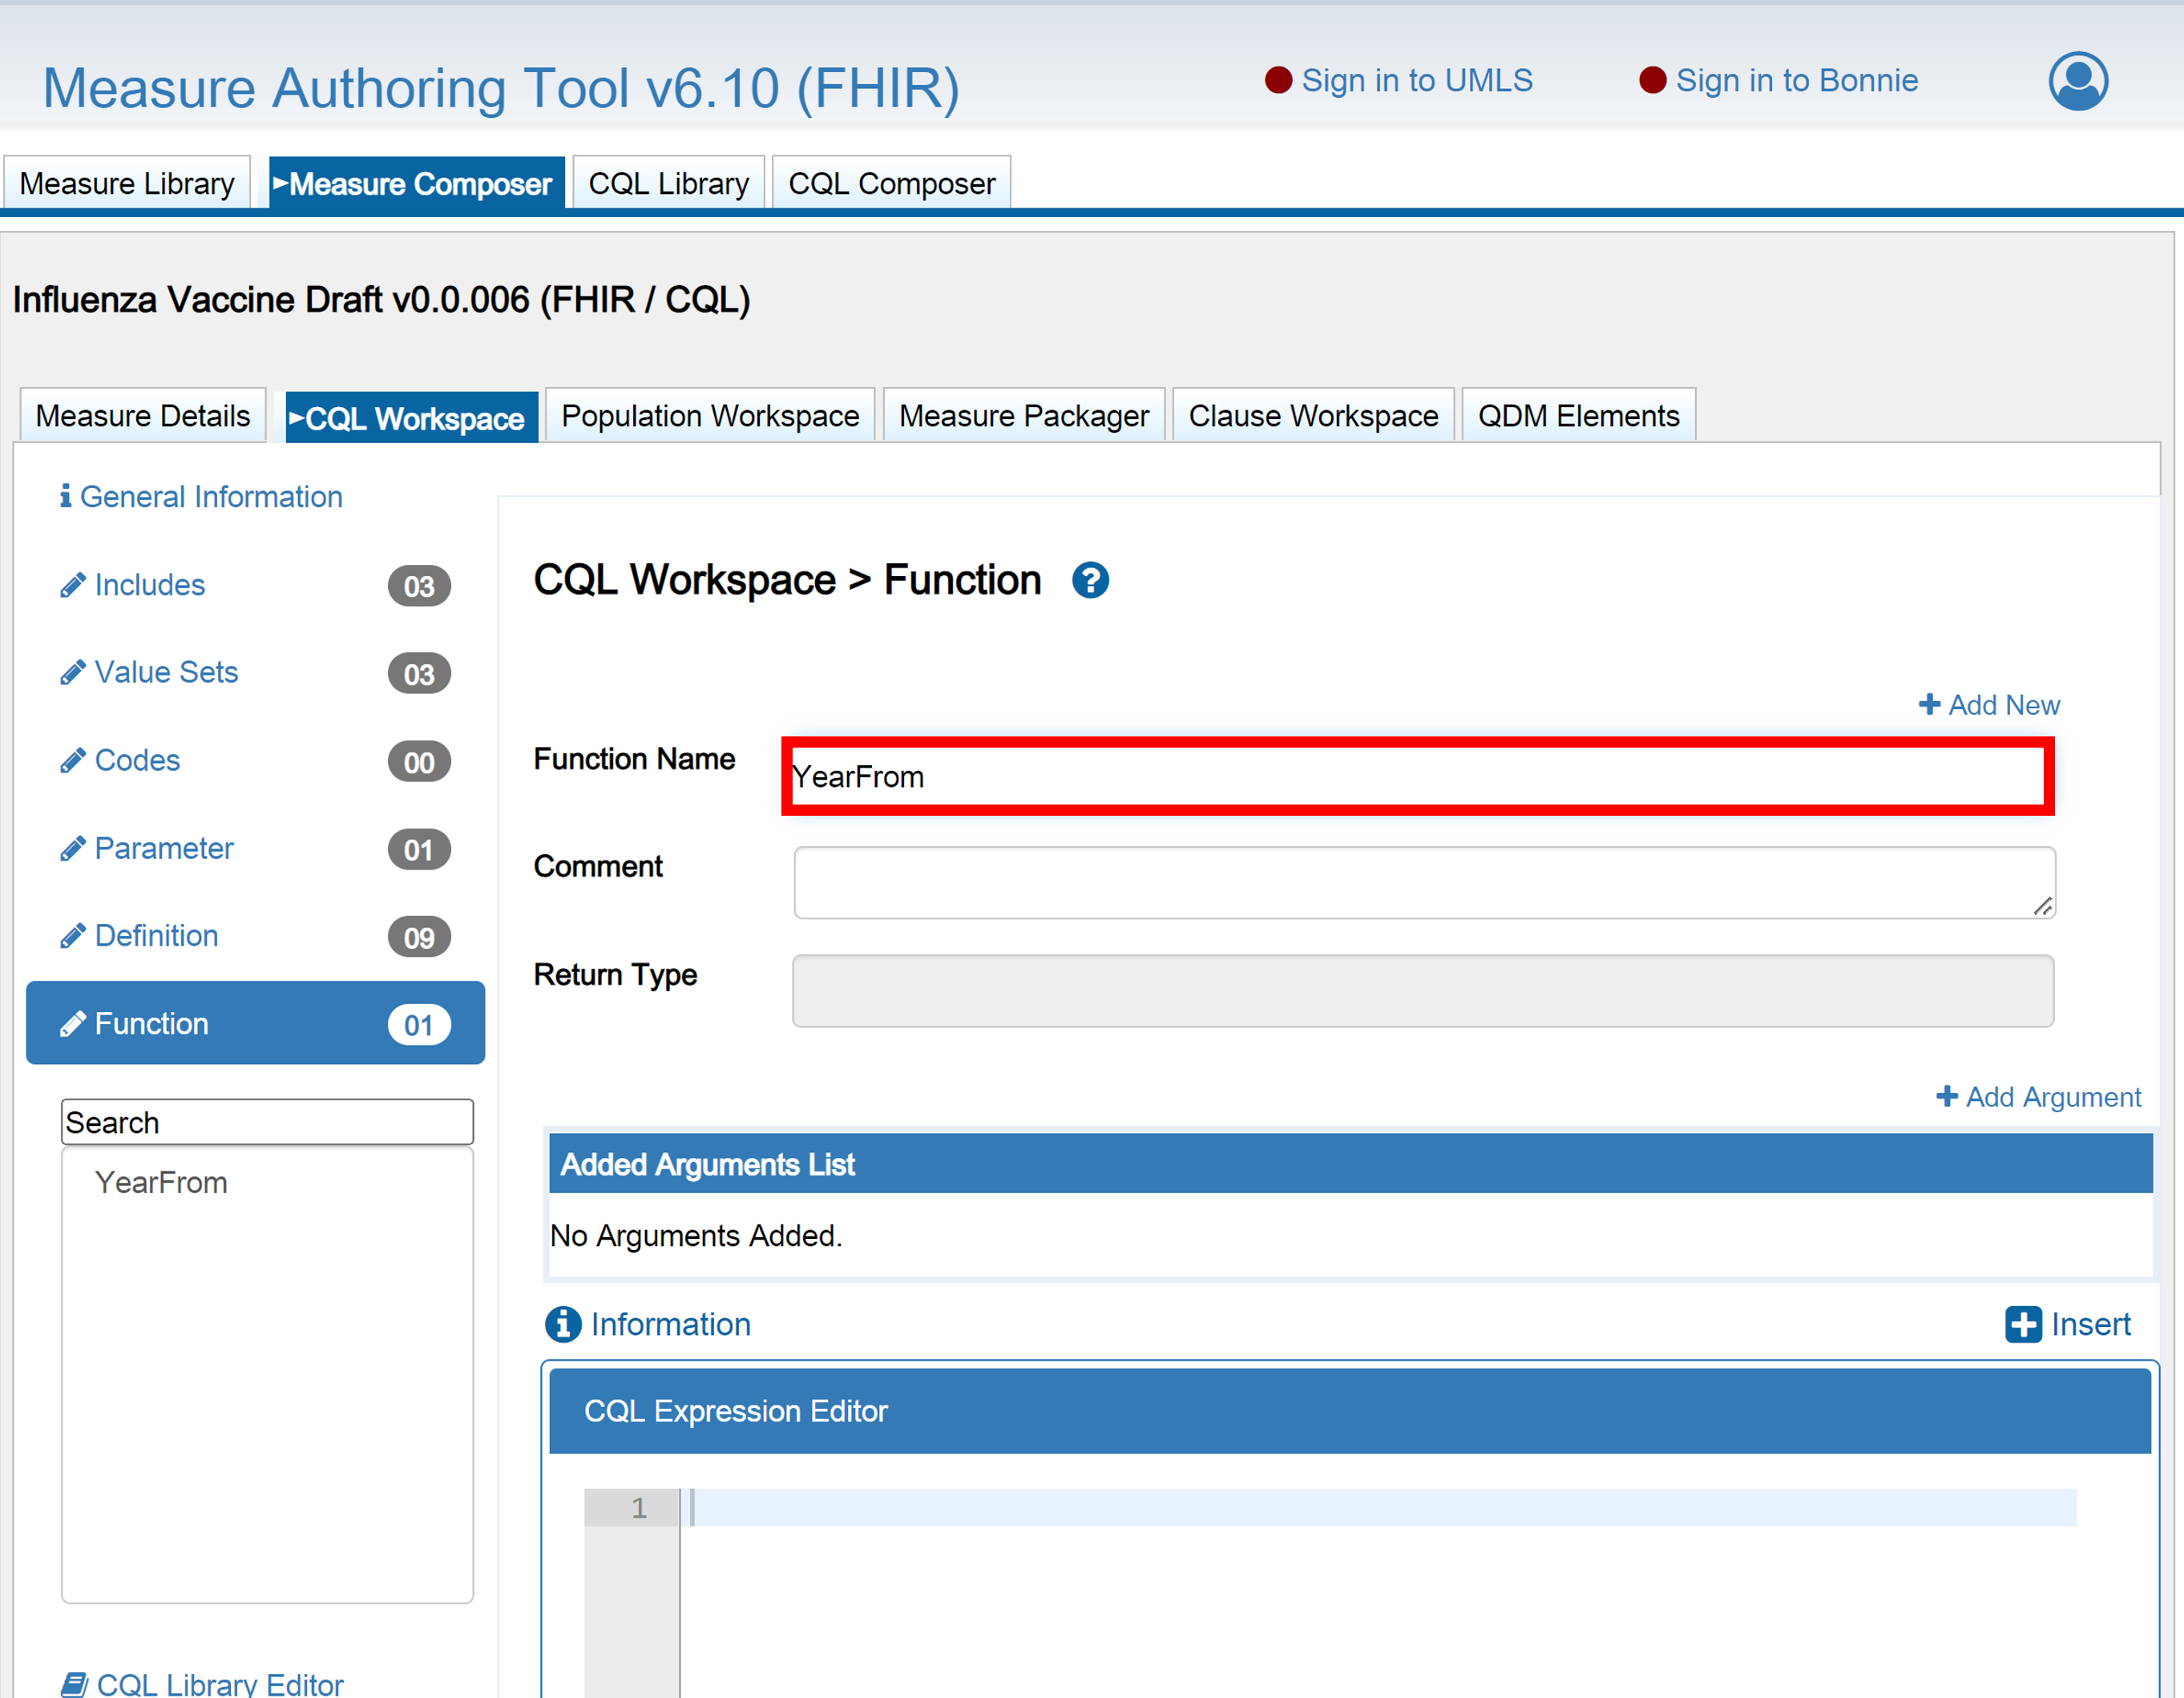 Measure Authoring Tool v6.10 (FHIR)
Sign in to UMLS
Sign in to Bonnie
Measure Library
Measure Composer
CQL Library
CQL Composer
Influenza Vaccine Draft v0.0.006 (FHIR / CQL)
Measure Details
CQL Workspace
Population Workspace
Measure Packager
Clause Workspace
QDM Elements
General Information
Includes 03
Value Sets 03
Codes 00
Parameter 01
Definition 09
Function 01
Search
YearFrom
CQL Library Editor
CQL Workspace > Function
Add New
Function Name
YearFrom
Comment
Return Type
Add Argument
Added Arguments List
No Arguments Added.
Information
Insert
CQL Expression Editor
1